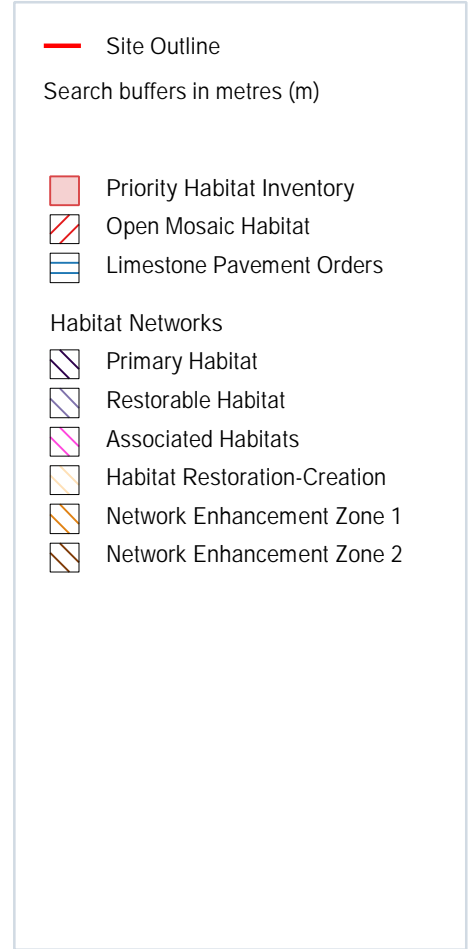 Site Outline
Search buffers in metres (m)
Priority Habitat Inventory
Open Mosaic Habitat
Limestone Pavement Orders
Habitat Networks
Primary Habitat
Restorable Habitat
Associated Habitats
Habitat Restoration-Creation
Network Enhancement Zone 1
Network Enhancement Zone 2